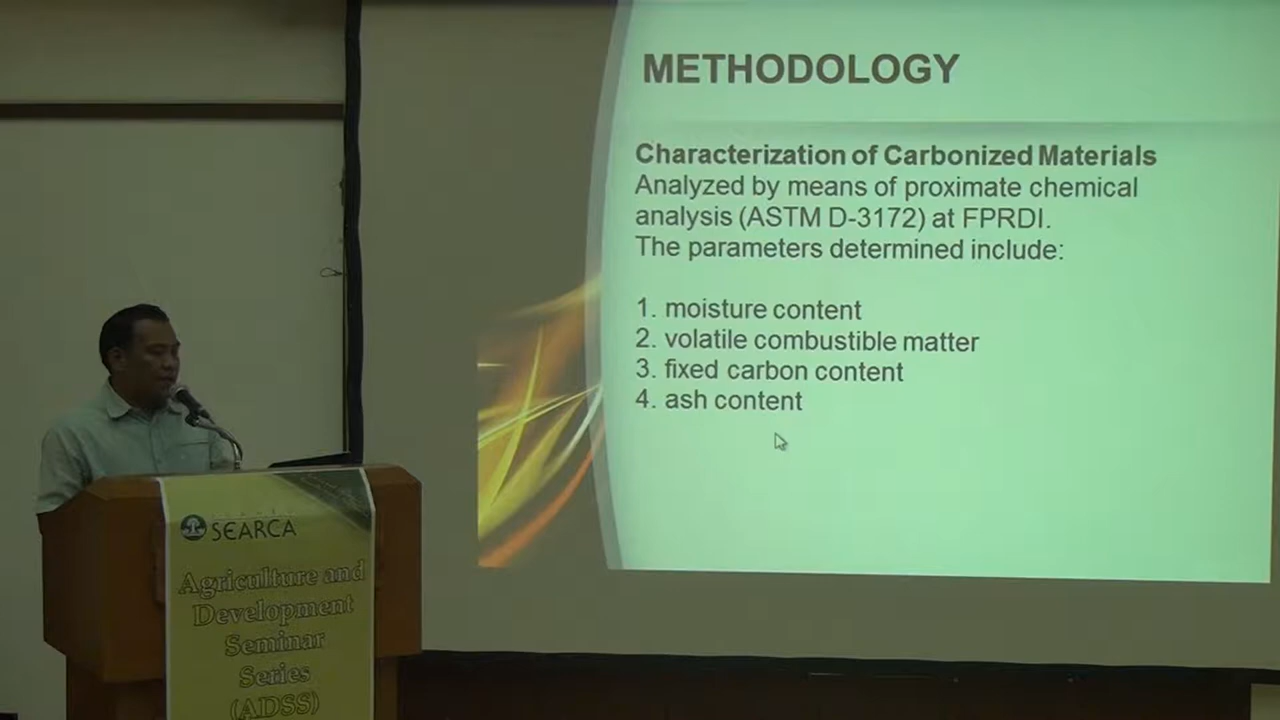 METHODOLOGY
Characterization of Carbonized Materials
Analyzed by means of proximate chemical
analysis (ASTM D-3172) at FPRDI.
The parameters determined include:
1. moisture content
2. volatile combustible matter
3. fixed carbon content
4. ash content
SEARCA
Agriculture and
Development
Seminar
Series
(ADSS)